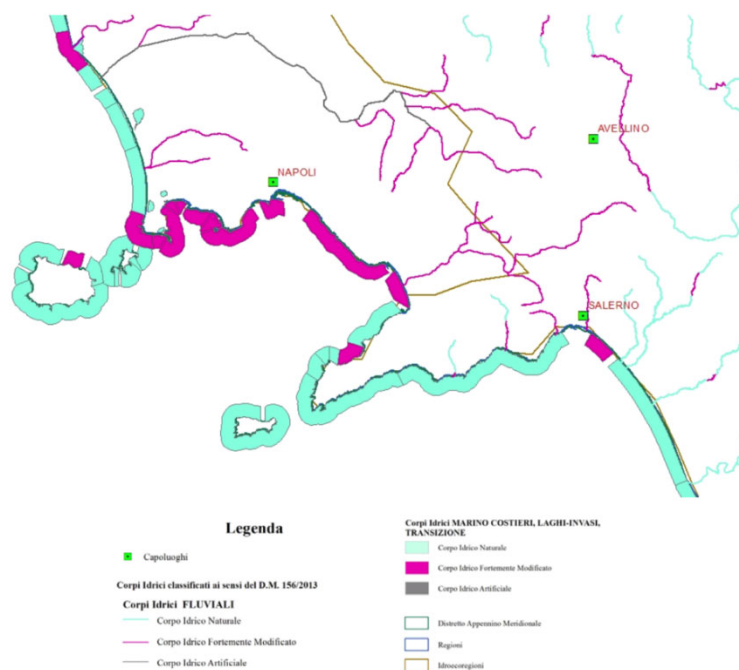 AVELLINO
NAPOLI
SALERNO
Legenda
Capoluoghi
Corpi Idrici classificati ai sensi del D.M. 156/2013
Corpi Idrici FLUVIALI
Corpo Idrico Naturale
Corpo Idrico Fortemente Modificato
Corpo Idrico Artificiale
Corpi Idrici MARINO COSTIERI, LAGHI-INVASI,
TRANSIZIONE
Corpo Idrico Naturale
Corpo Idrico Fortemente Modificato
Corpo Idrico Artificiale
Distretto Appennino Meridionale
Regioni
Idroecoregioni